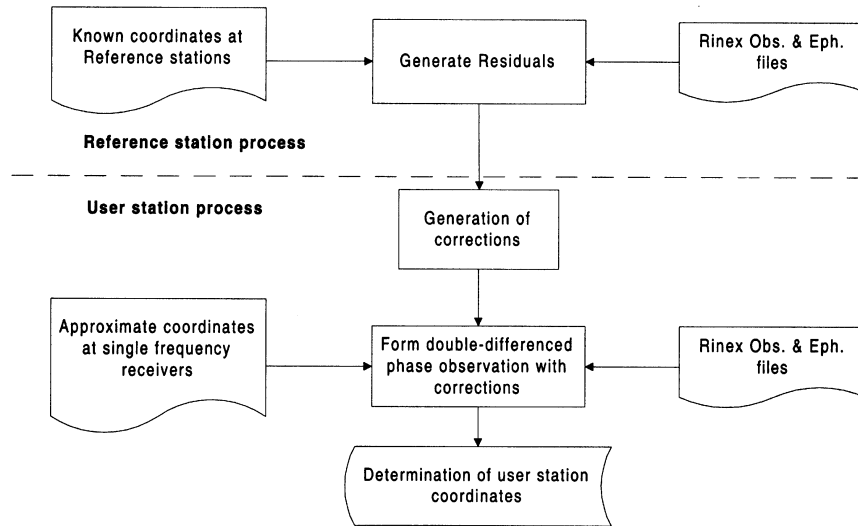 Known coordinates at
Reference stations
Generate Residuals
Rinex Obs. & Eph.
files
Reference station process
User station process
Generation of
corrections
Approximate coordinates
at single frequency
receivers
Form double-differenced
phase observation with
corrections
Rinex Obs. & Eph.
files
Determination of user station
coordinates